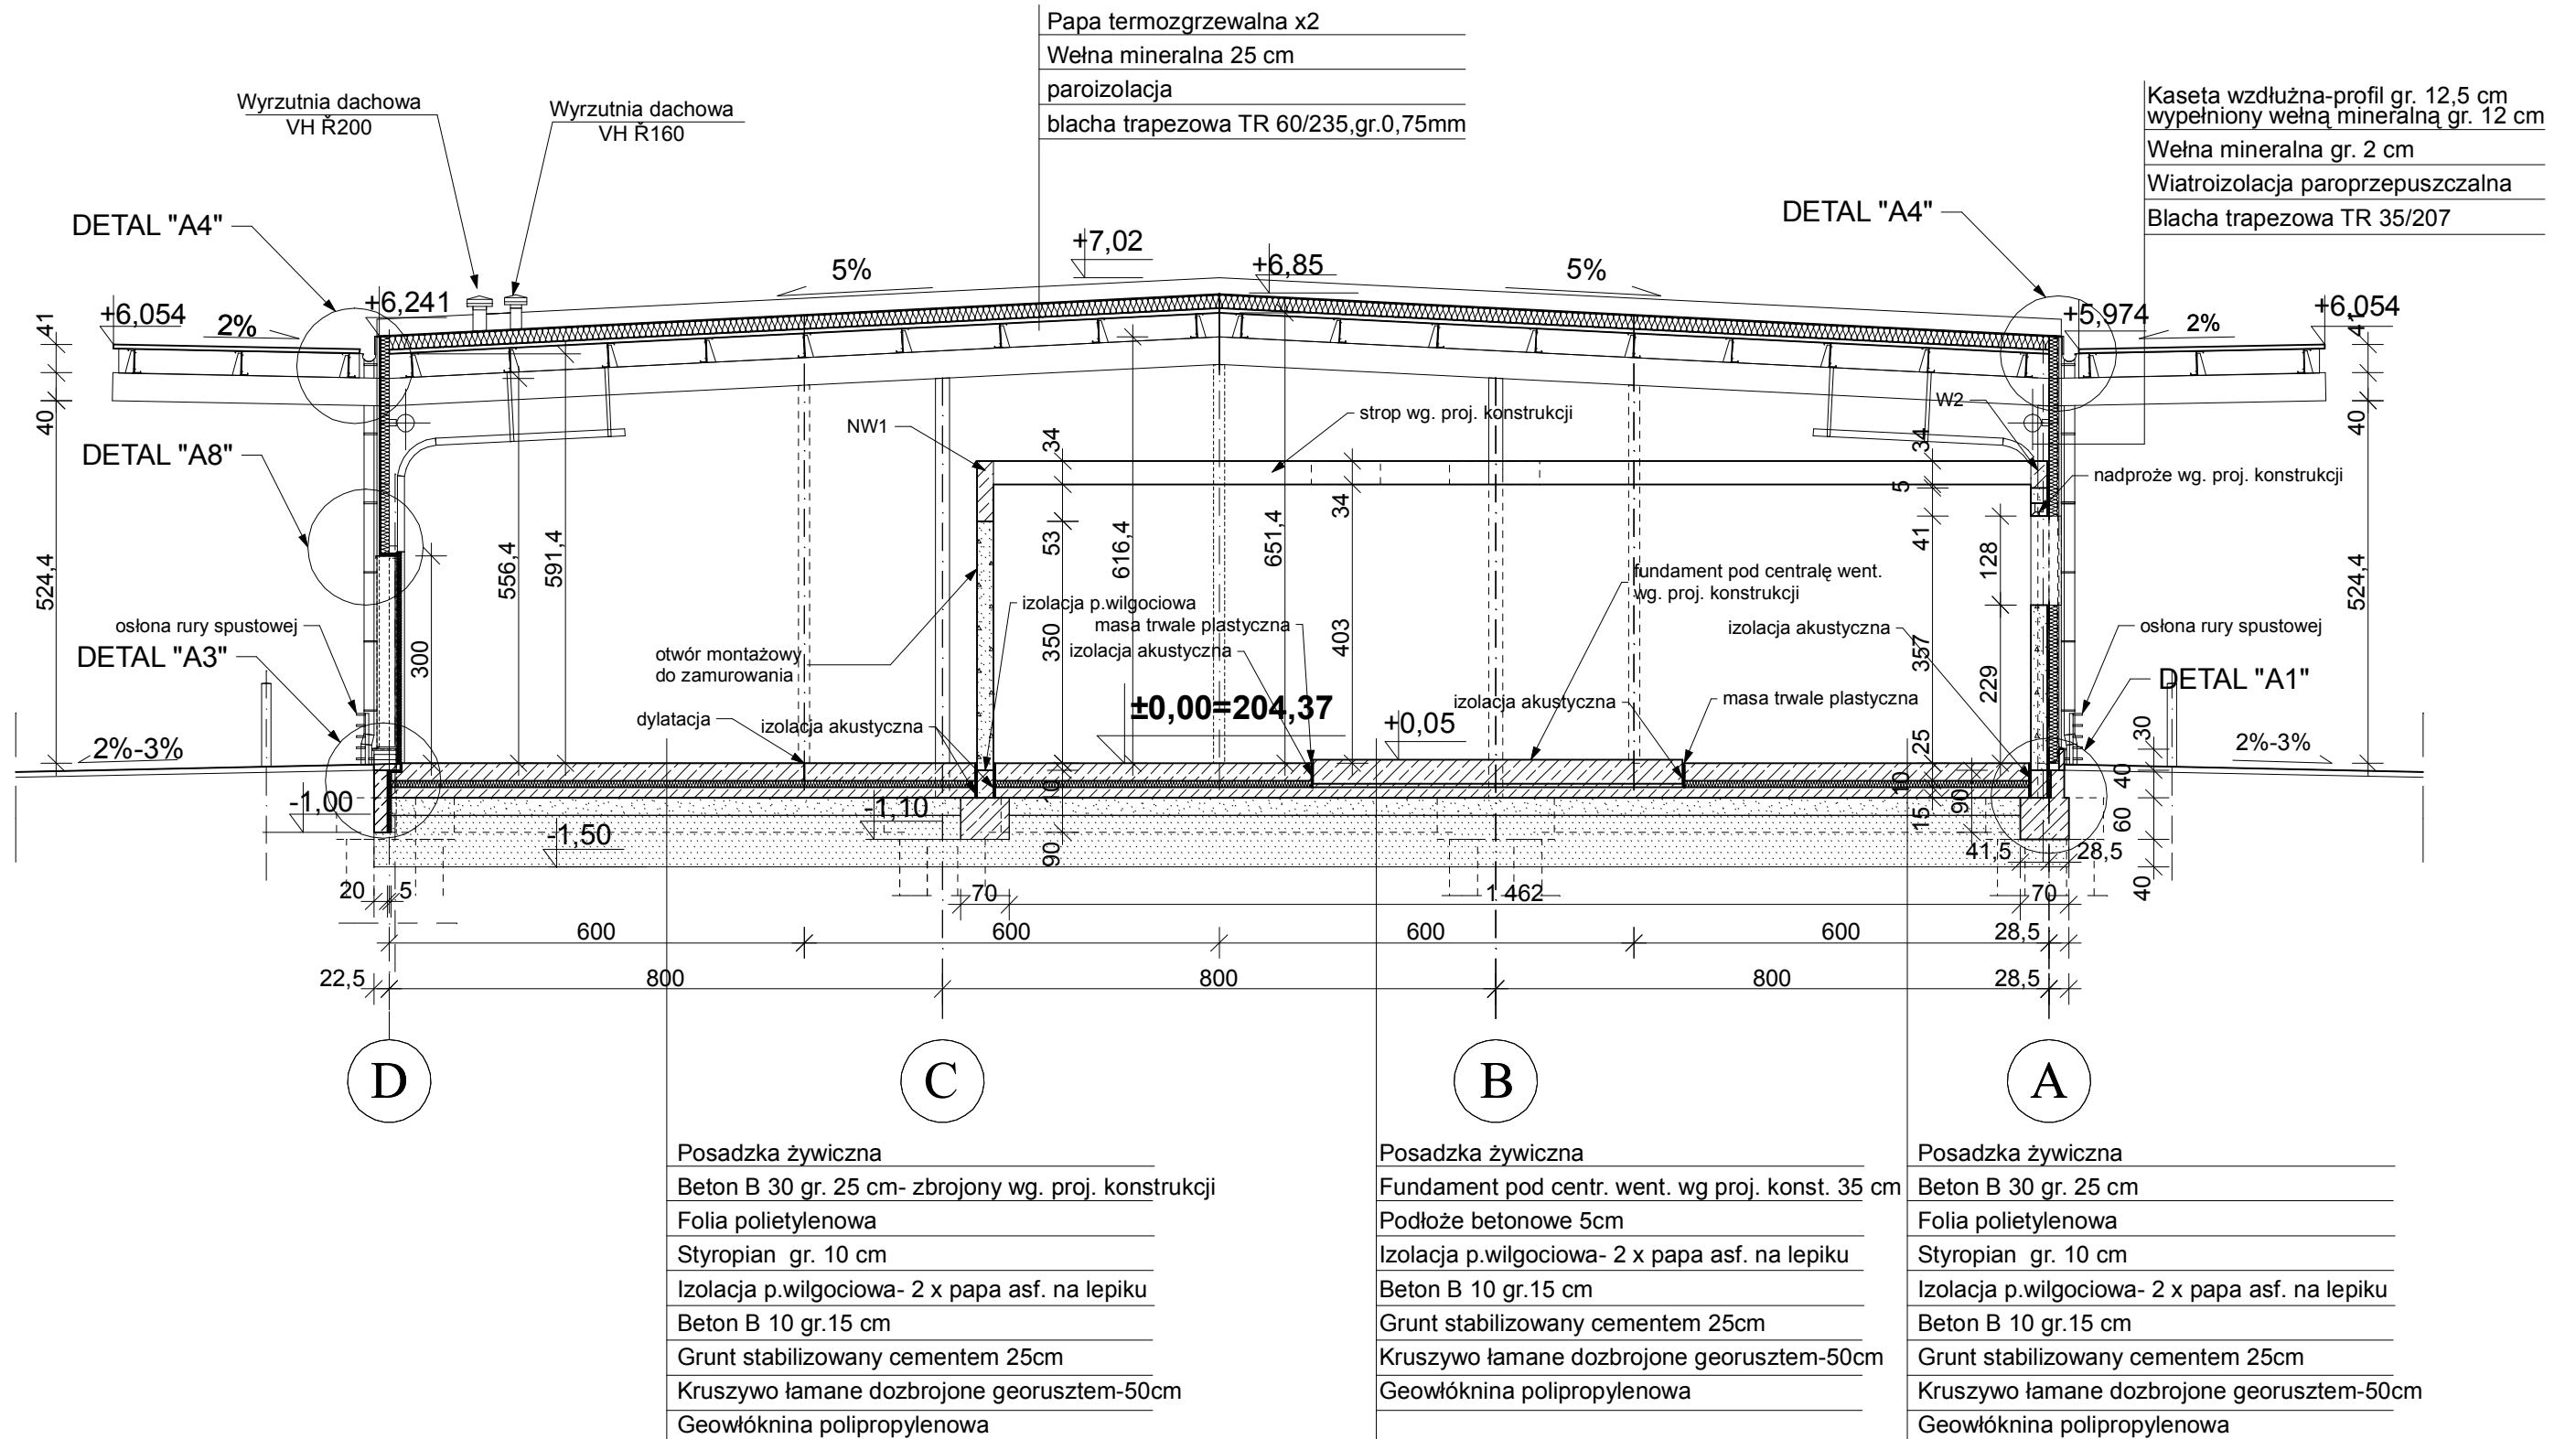 Papa termozgrzewalna x2
Wełna mineralna 25 cm
paroizolacja
blacha trapezowa TR 60/235,gr.0,75mm
Kaseta wzdłużna-profil gr. 12,5 cm
wypełniony wełną mineralną gr. 12 cm
Wełna mineralna gr. 2 cm
Wiatroizolacja paroprzepuszczalna
Blacha trapezowa TR 35/207
Wyrzutnia dachowa
VH Ř200
Wyrzutnia dachowa
VH Ř160
DETAL "A4"
DETAL "A4"
+7,02
+6,85
5%
5%
+6,241
+6,054
2%
+5,974
+6,054
2%
41
40
524,4
41
40
524,4
DETAL "A8"
NW1
strop wg. proj. konstrukcji
W2
nadproże wg. proj. konstrukcji
34
53
350
10
90
34
403
34
5
41
357
25
10
15
128
229
90
556,4
591,4
616,4
651,4
300
fundament pod centralę went.
wg. proj. konstrukcji
izolacja p.wilgociowa
masa trwale plastyczna
izolacja akustyczna
izolacja akustyczna
osłona rury spustowej
DETAL "A3"
osłona rury spustowej
DETAL "A1"
otwór montażowy
do zamurowania
dylatacja
izolacja akustyczna
±0,00=204,37
+0,05
izolacja akustyczna
masa trwale plastyczna
2%-3%
2%-3%
30
40
60
40
-1,00
-1,50
-1,10
41,5
28,5
20
5
70
1 462
70
600
600
600
600
28,5
22,5
800
800
800
28,5
D
C
B
A
Posadzka żywiczna
Beton B 30 gr. 25 cm- zbrojony wg. proj. konstrukcji
Folia polietylenowa
Styropian gr. 10 cm
Izolacja p.wilgociowa- 2 x papa asf. na lepiku
Beton B 10 gr.15 cm
Grunt stabilizowany cementem 25cm
Kruszywo łamane dozbrojone georusztem-50cm
Geowłóknina polipropylenowa
Posadzka żywiczna
Fundament pod centr. went. wg proj. konst. 35 cm
Podłoże betonowe 5cm
Izolacja p.wilgociowa- 2 x papa asf. na lepiku
Beton B 10 gr.15 cm
Grunt stabilizowany cementem 25cm
Kruszywo łamane dozbrojone georusztem-50cm
Geowłóknina polipropylenowa
Posadzka żywiczna
Beton B 30 gr. 25 cm
Folia polietylenowa
Styropian gr. 10 cm
Izolacja p.wilgociowa- 2 x papa asf. na lepiku
Beton B 10 gr.15 cm
Grunt stabilizowany cementem 25cm
Kruszywo łamane dozbrojone georusztem-50cm
Geowłóknina polipropylenowa